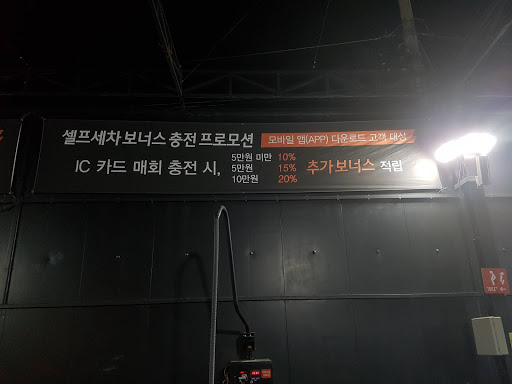 셀프세차 보너스 충전 프로모션 모바일 앱(APP) 다운로드 고객 대상
IC 카드 매회 충전 시,
5만원 미만 10%
5만원 15%
10만원 20%
추가 보너스 적립